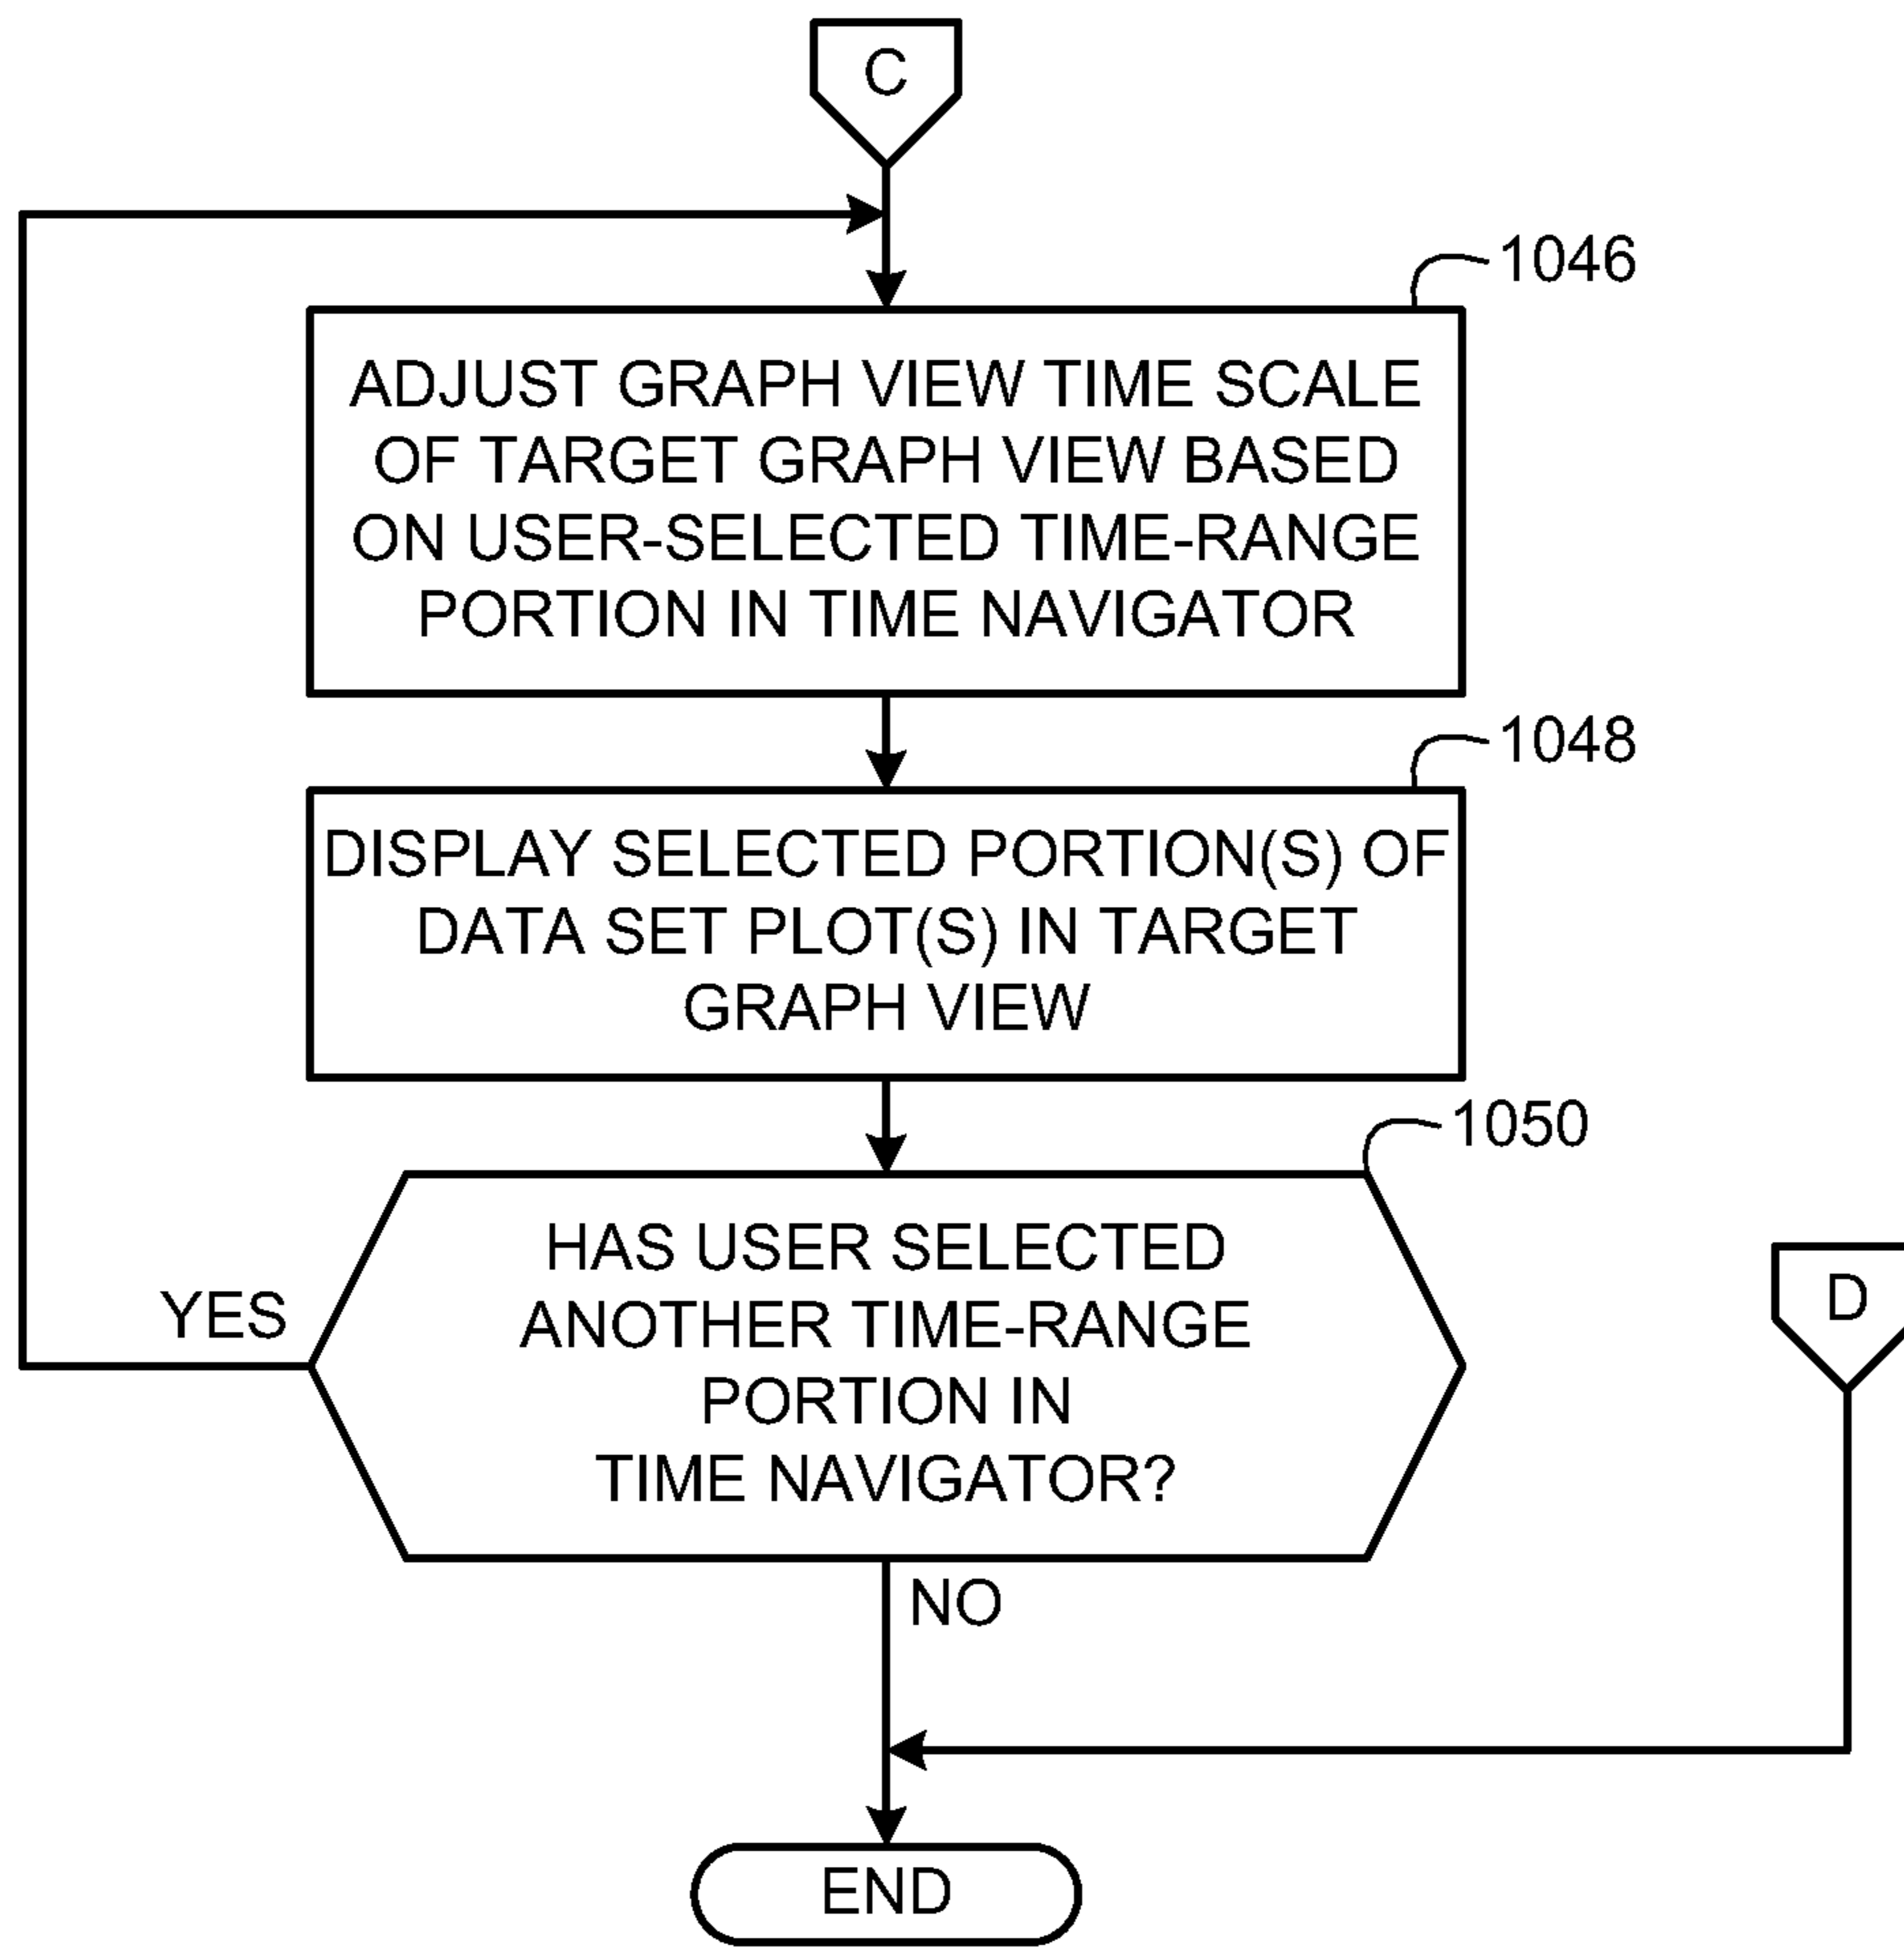 C
1046
ADJUST GRAPH VIEW TIME SCALE
OF TARGET GRAPH VIEW BASED
ON USER-SELECTED TIME-RANGE
PORTION IN TIME NAVIGATOR
1048
DISPLAY SELECTED PORTION(S) OF
DATA SET PLOT(S) IN TARGET
GRAPH VIEW
1050
HAS USER SELECTED
ANOTHER TIME-RANGE
PORTION IN
TIME NAVIGATOR?
YES
D
NO
END